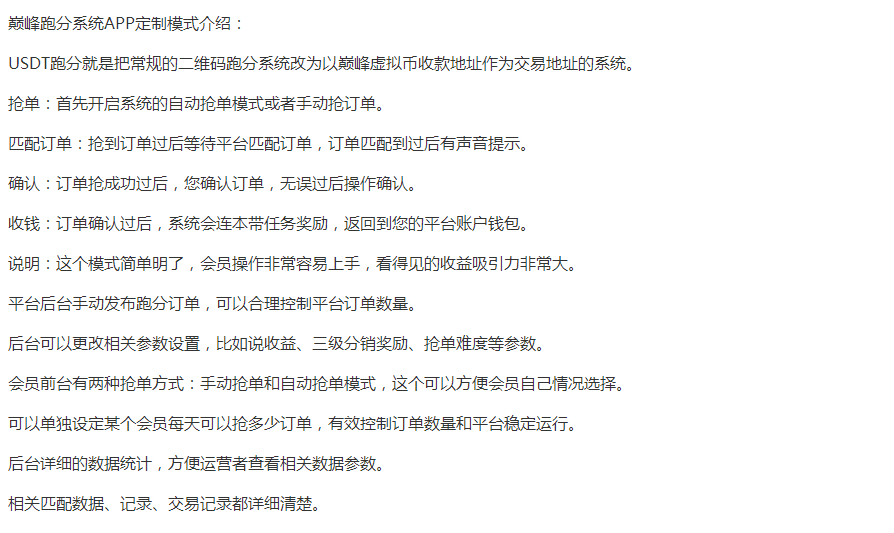 巅峰跑分系统APP定制模式介绍：
USDT跑分就是把常规的二维码跑分系统改为以巅峰虚拟币收款地址作为交易地址的系统。
抢单：首先开启系统的自动抢单模式或者手动抢订单。
匹配订单：抢到订单过后等待平台匹配订单，订单匹配到过后有声音提示。
确认：订单抢成功过后，您确认订单，无误过后操作确认。
收钱：订单确认过后，系统会连本带任务奖励，返回到您的平台账户钱包。
说明：这个模式简单明了，会员操作非常容易上手，看得见的收益吸引力非常大。
平台后台手动发布跑分订单，可以合理控制平台订单数量。
后台可以更改相关参数设置，比如说收益、三级分销奖励、抢单难度等参数。
会员前台有两种抢单方式：手动抢单和自动抢单模式，这个可以方便会员自己情况选择。
可以单独设定某个会员每天可以抢多少订单，有效控制订单数量和平台稳定运行。
后台详细的数据统计，方便运营者查看相关数据参数。
相关匹配数据、记录、交易记录都详细清楚。